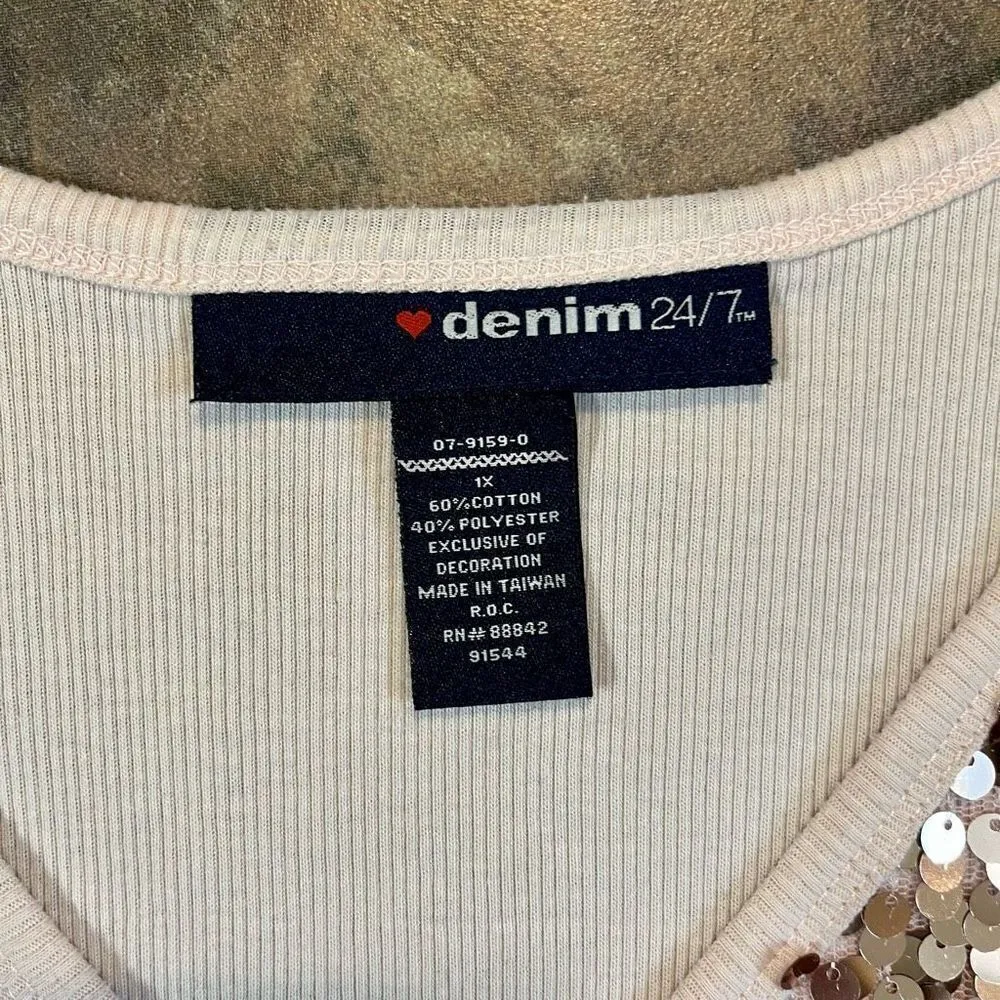 denim 24/7™
07-9159-0
1X
60%COTTON
40% POLYESTER
EXCLUSIVE OF
DECORATION
MADE IN TAIWAN
R.O.C.
RN# 88842
91544